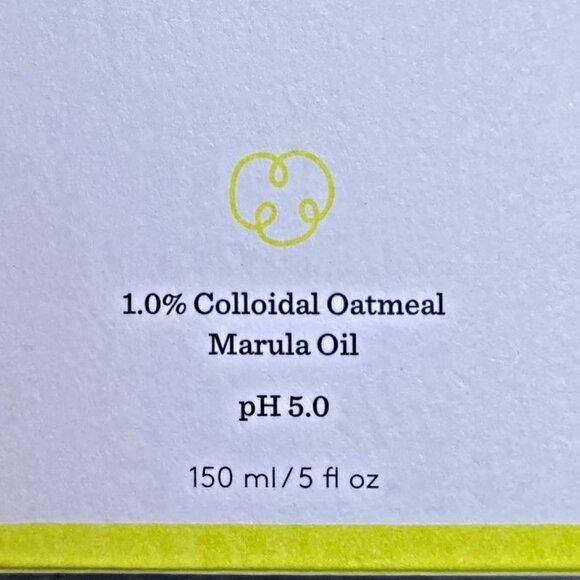 1.0% Colloidal Oatmeal
Marula Oil
pH 5.0
150 ml/5 fl oz